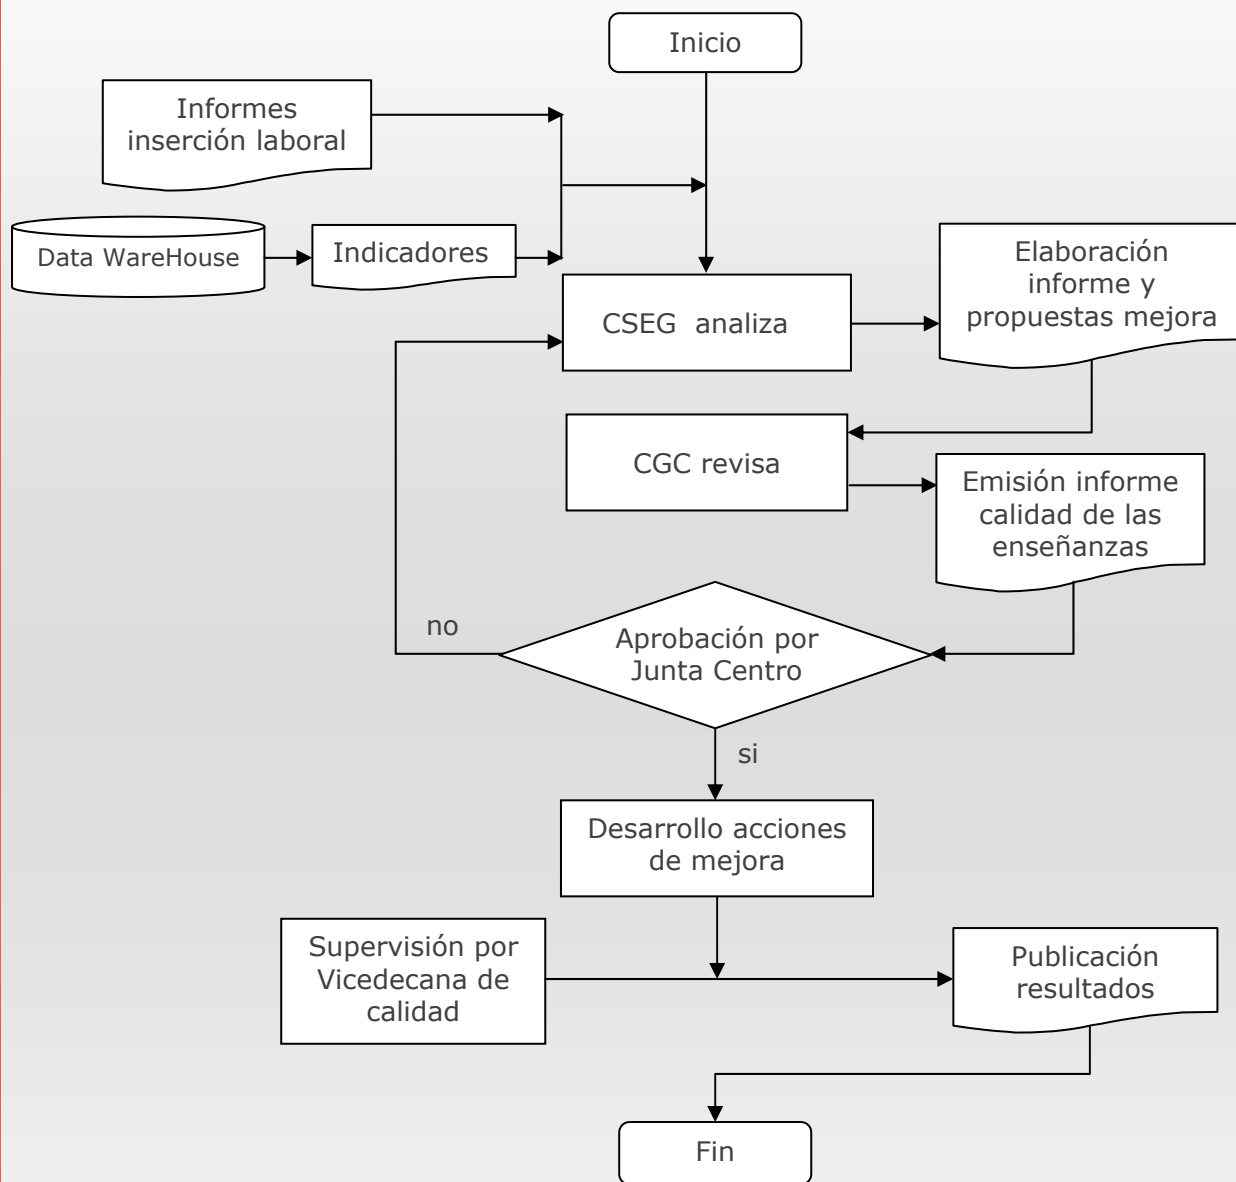 Inicio
Informes
inserción laboral
Data WareHouse
Indicadores
CSEG analiza
Elaboración
informe y
propuestas mejora
CGC revisa
Emisión informe
calidad de las
enseñanzas
no
Aprobación por
Junta Centro
si
Desarrollo acciones
de mejora
Supervisión por
Vicedecana de
calidad
Publicación
resultados
Fin